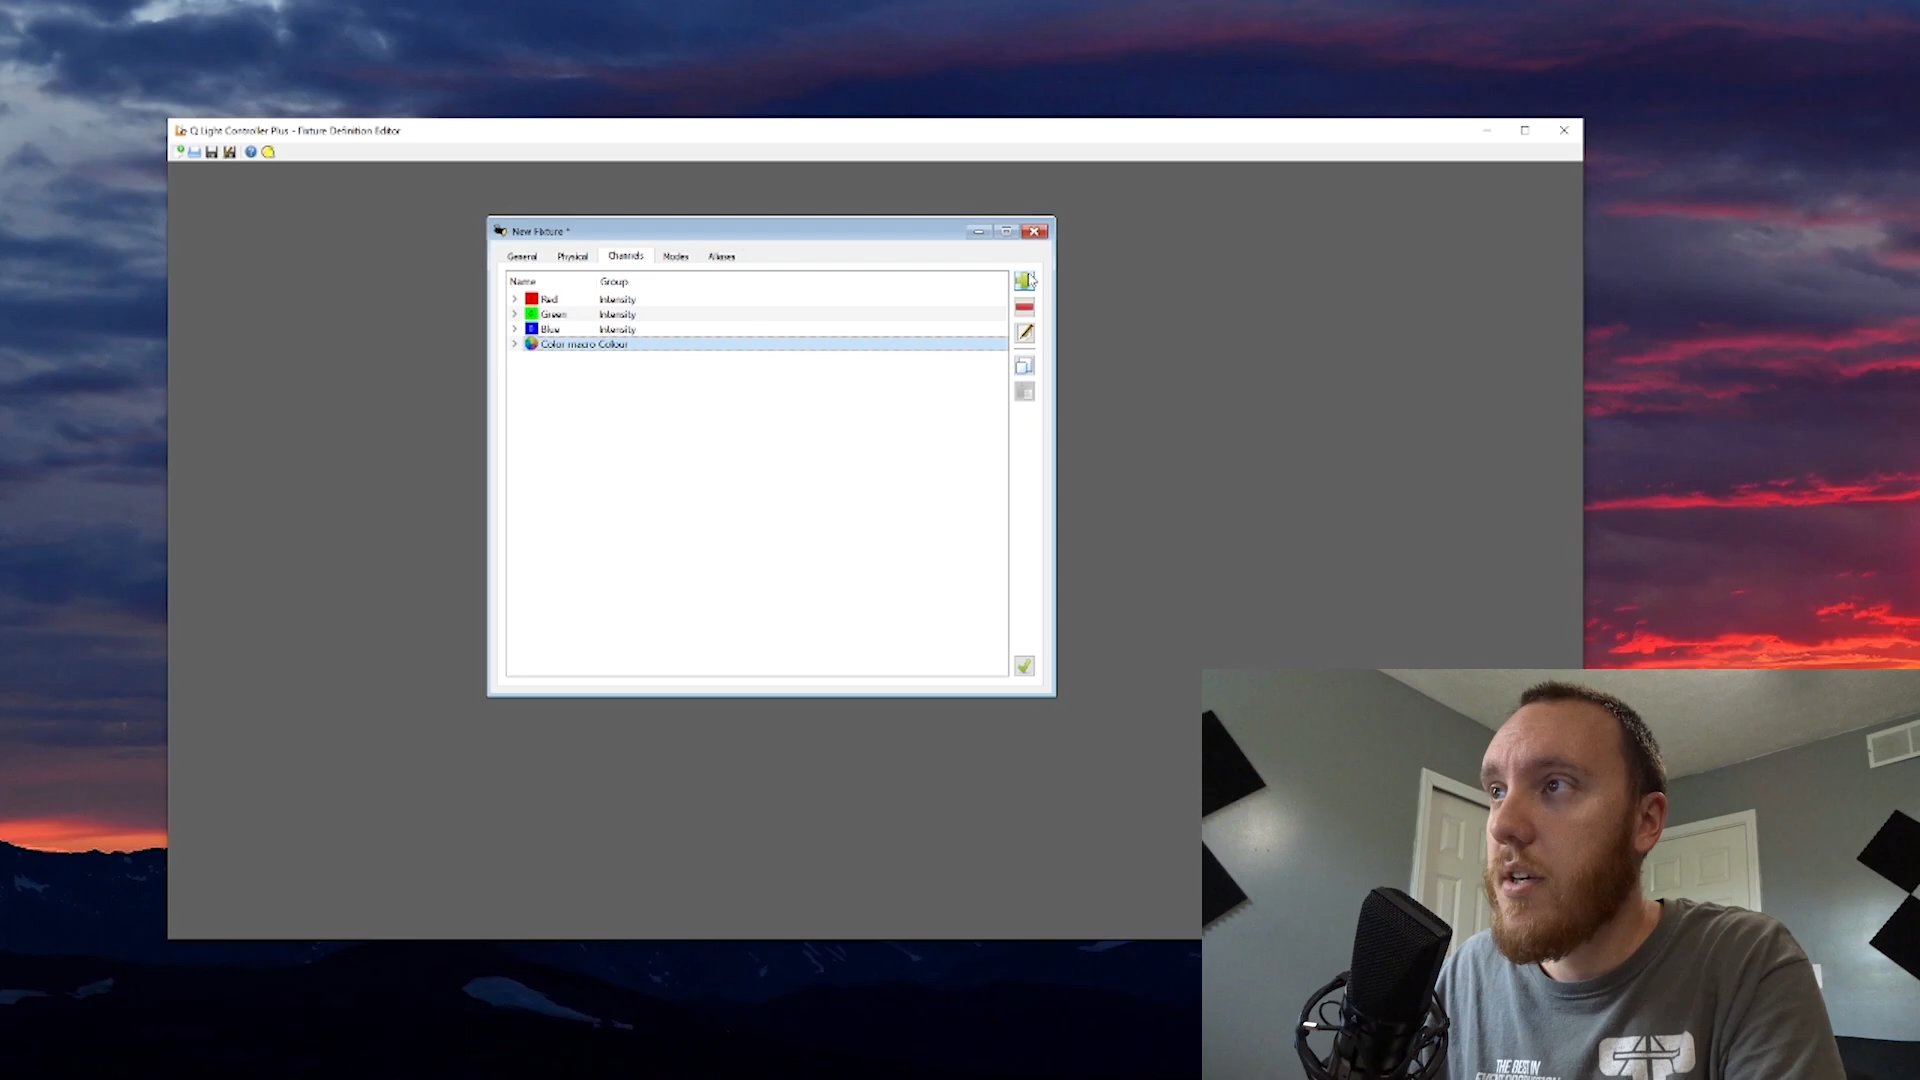 Q Light Controller Plus - Fixture Definition Editor
New Fixture *
General Physical Channels Modes Aliases
Name Group
Red Intensity
Green Intensity
Blue Intensity
Color macro Colour
THE BEST IN